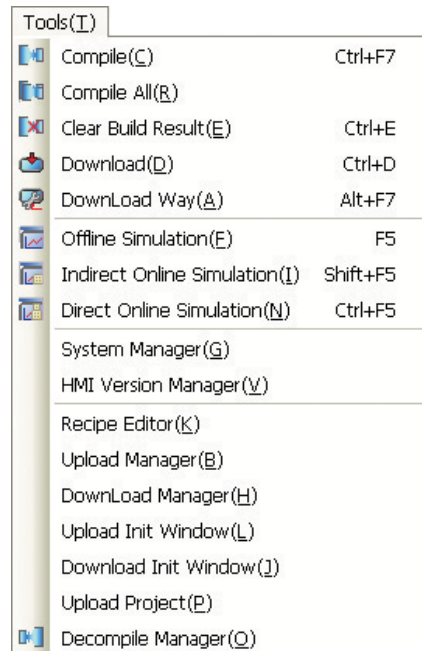 Tools(T)
Compile(C) Ctrl+F7
Compile All(R)
Clear Build Result(E) Ctrl+E
Download(D) Ctrl+D
DownLoad Way(A) Alt+F7
Offline Simulation(F) F5
Indirect Online Simulation(I) Shift+F5
Direct Online Simulation(N) Ctrl+F5
System Manager(G)
HMI Version Manager(V)
Recipe Editor(K)
Upload Manager(B)
DownLoad Manager(H)
Upload Init Window(L)
Download Init Window(J)
Upload Project(P)
Decompile Manager(O)